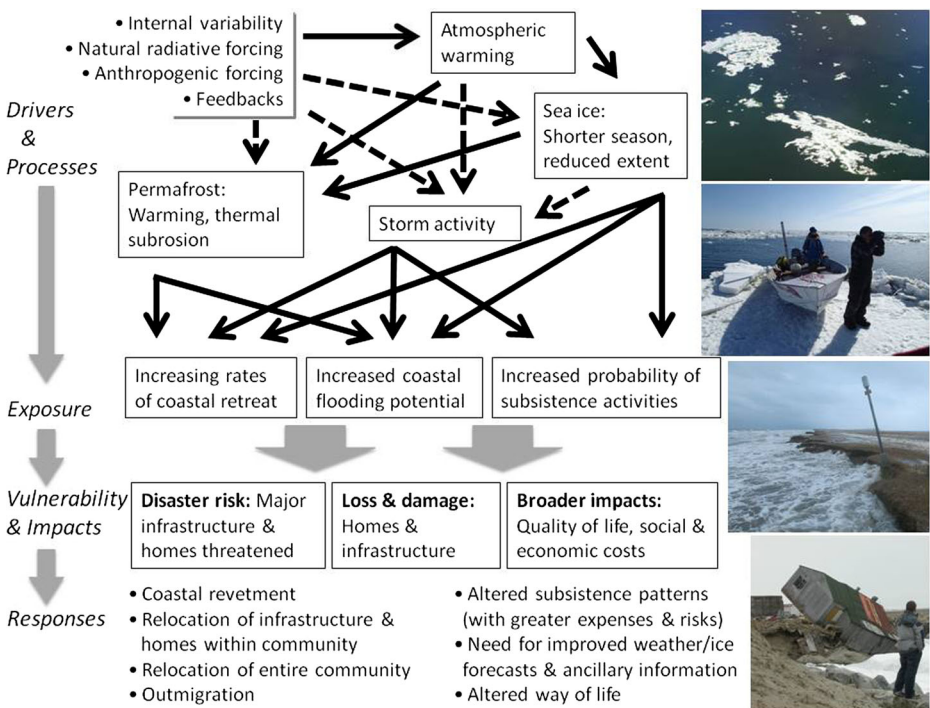 • Internal variability
• Natural radiative forcing
• Anthropogenic forcing
• Feedbacks
Atmospheric
warming
Drivers
&
Processes
Sea ice:
Shorter season,
reduced extent
Permafrost:
Warming, thermal
subrosion
Storm activity
Exposure
Increasing rates
of coastal retreat
Increased coastal
flooding potential
Increased probability of
subsistence activities
Vulnerability
& Impacts
Disaster risk: Major
infrastructure &
homes threatened
Loss & damage:
Homes &
infrastructure
Broader impacts:
Quality of life, social &
economic costs
Responses
• Coastal revetment
• Relocation of infrastructure &
homes within community
• Relocation of entire community
• Outmigration
• Altered subsistence patterns
(with greater expenses & risks)
• Need for improved weather/ice
forecasts & ancillary information
• Altered way of life